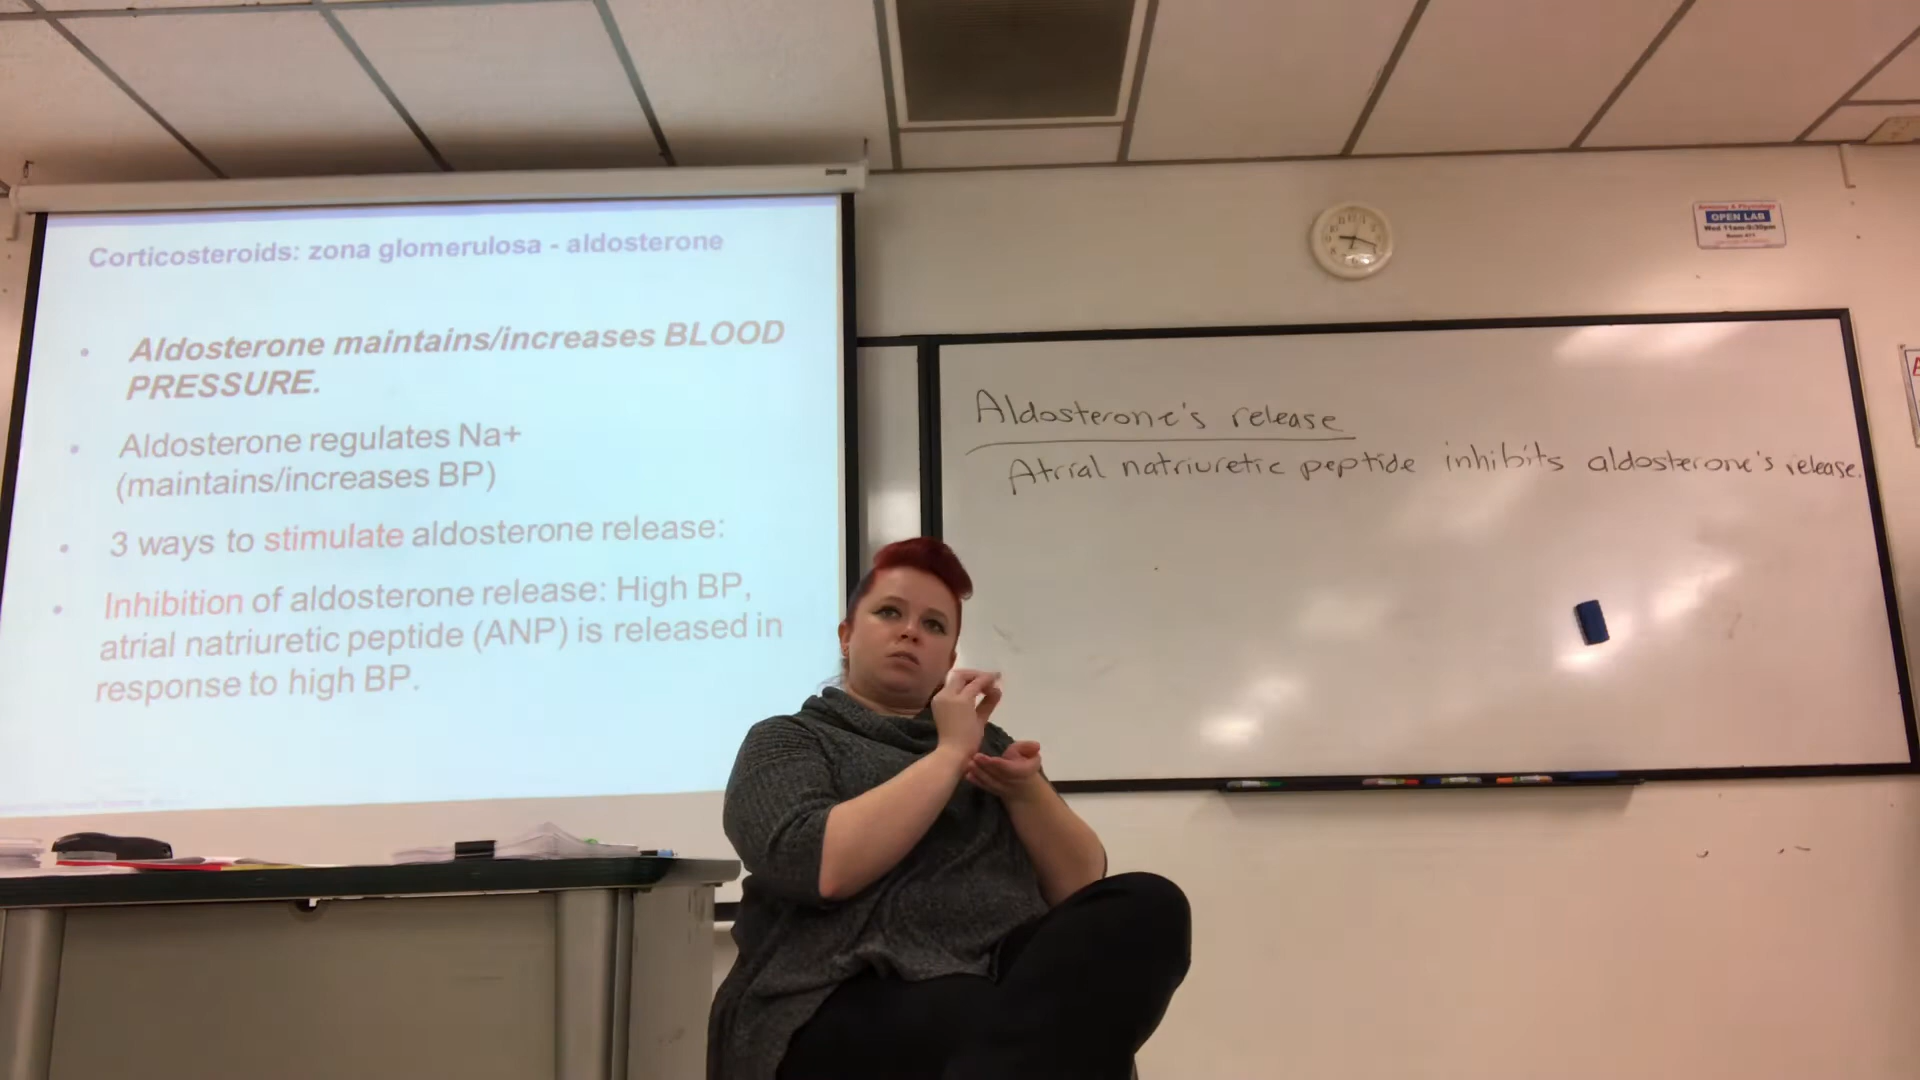 Corticosteroids: zona glomerulosa - aldosterone
• Aldosterone maintains/increases BLOOD
PRESSURE.
• Aldosterone regulates Na+
(maintains/increases BP)
• 3 ways to stimulate aldosterone release:
• Inhibition of aldosterone release: High BP,
atrial natriuretic peptide (ANP) is released in
response to high BP.
Aldosterone's release
Atrial natriuretic peptide inhibits aldosterone's release.
Anatomy & Physiology
OPEN LAB